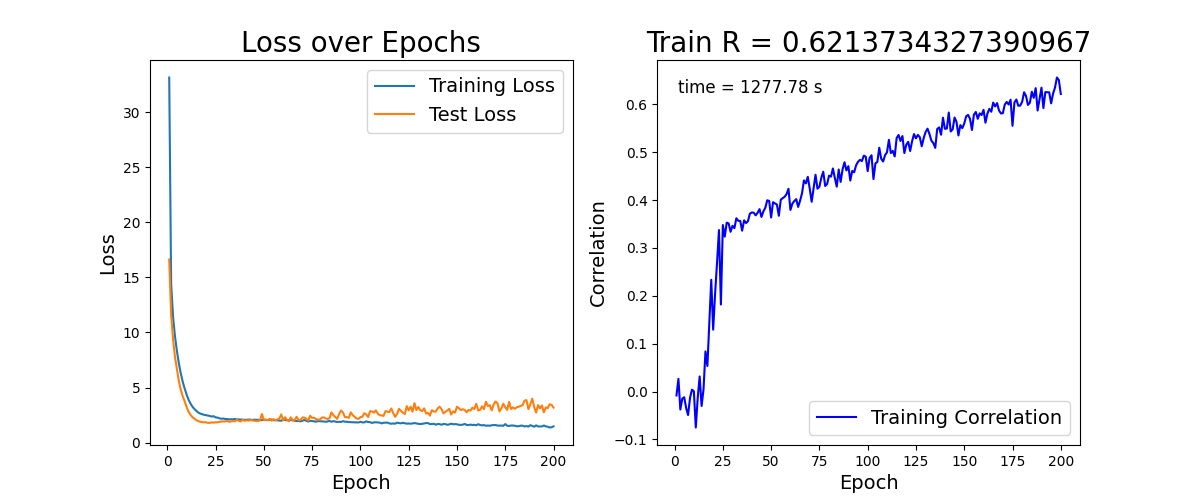 Loss over Epochs
Training Loss
Test Loss
30
25
20
15
10
5
0
Loss
0 25 50 75 100 125 150 175 200
Epoch
Train R = 0.6213734327390967
time = 1277.78 s
0.6
0.5
0.4
0.3
0.2
0.1
0.0
−0.1
Correlation
Training Correlation
0 25 50 75 100 125 150 175 200
Epoch